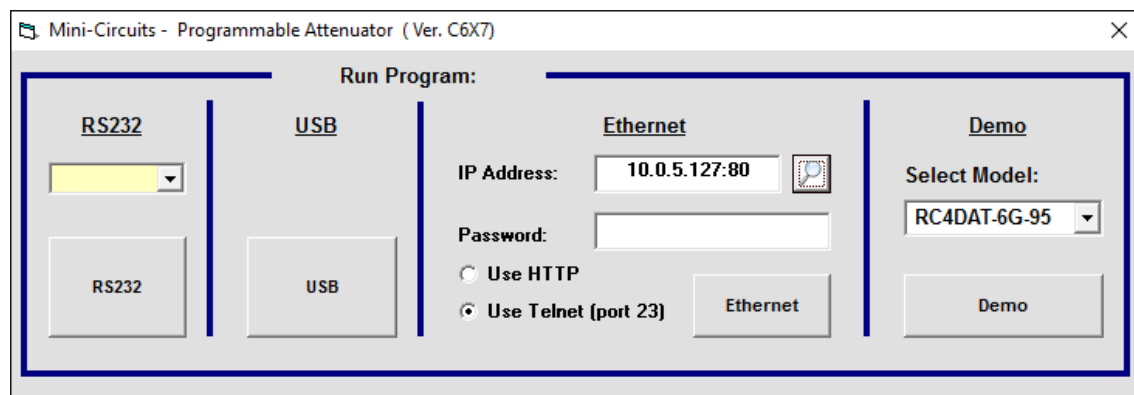 Mini-Circuits - Programmable Attenuator ( Ver. C6X7)
Run Program:
RS232
USB
Ethernet
Demo
IP Address:
10.0.5.127:80
Select Model:
RC4DAT-6G-95
Password:
Use HTTP
Use Telnet (port 23)
RS232
USB
Ethernet
Demo